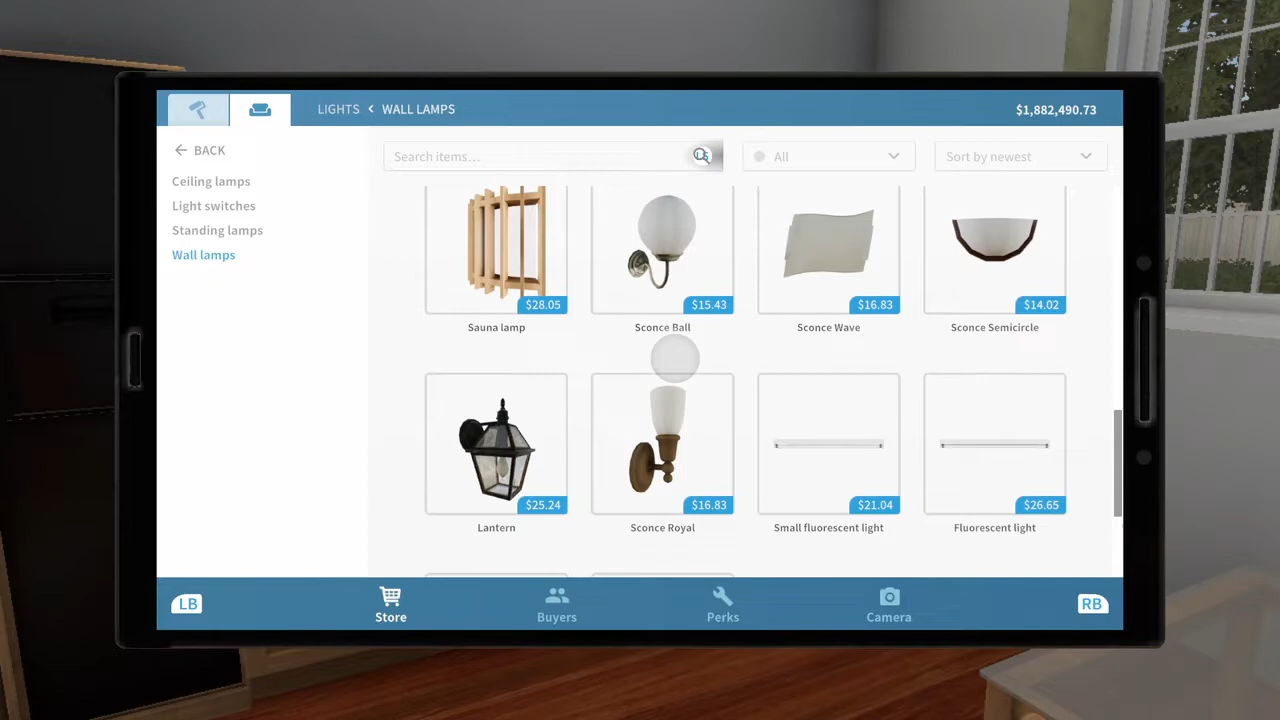 LIGHTS < WALL LAMPS
$1,882,490.73
BACK
Search items...
All
Sort by newest
Ceiling lamps
Light switches
Standing lamps
Wall lamps
$28.05
$15.43
$16.83
$14.02
Sauna lamp
Sconce Ball
Sconce Wave
Sconce Semicircle
$25.24
$16.83
$21.04
$26.65
Lantern
Sconce Royal
Small fluorescent light
Fluorescent light
LB
Store
Buyers
Perks
Camera
RB